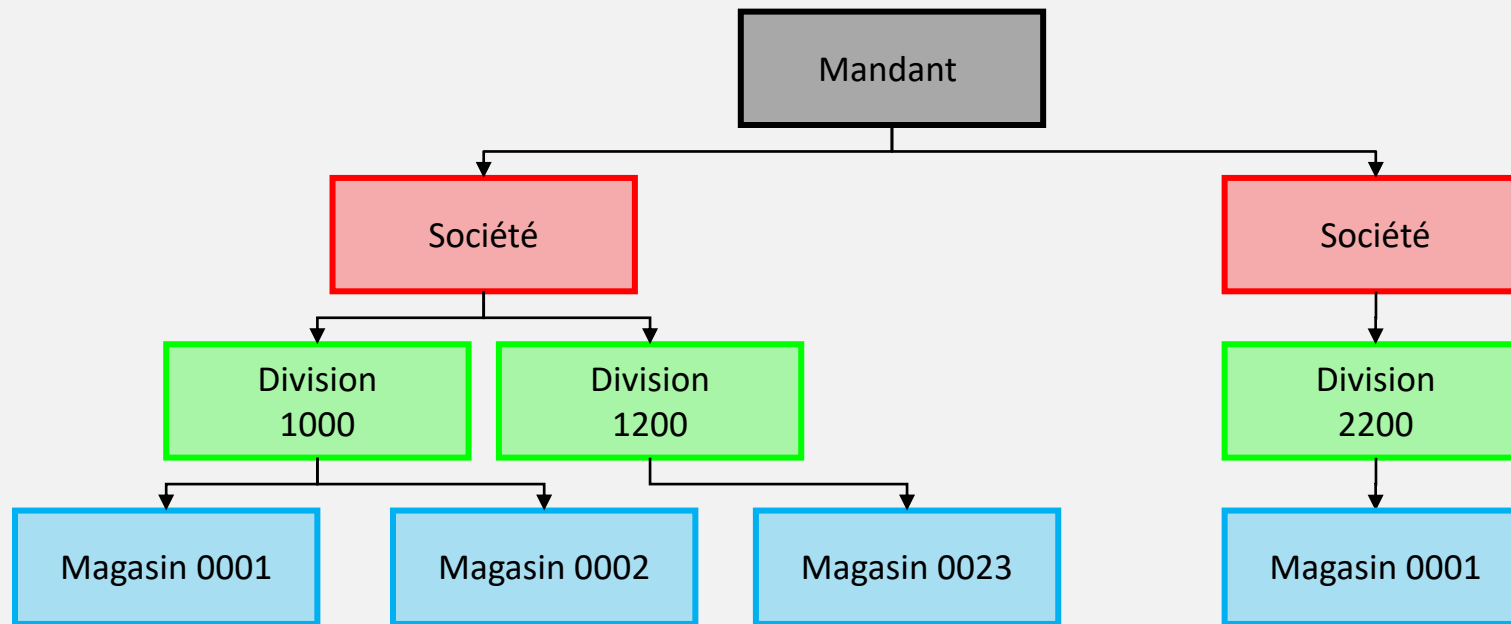 Mandant
Société
Société
Division
1000
Division
1200
Division
2200
Magasin 0001
Magasin 0002
Magasin 0023
Magasin 0001